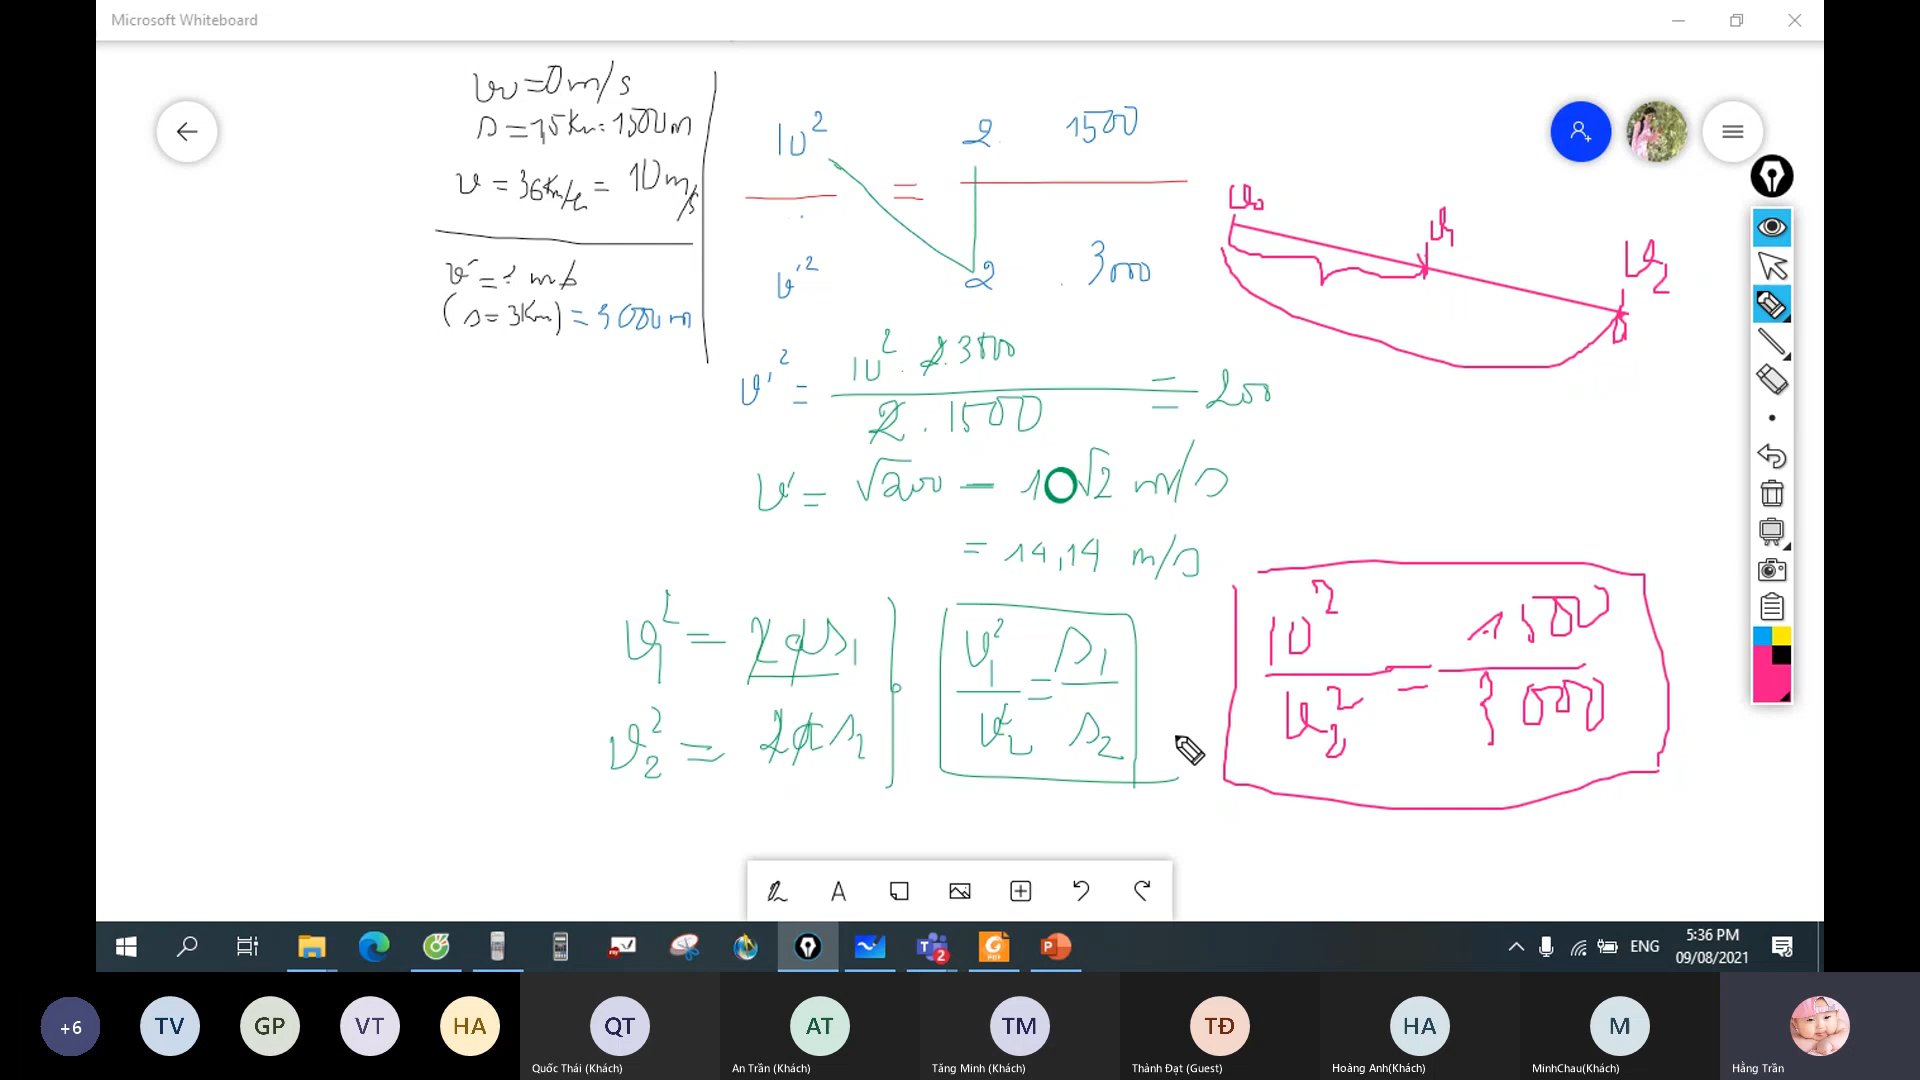 Microsoft Whiteboard
v₀ = 0 m/s
s = 1,5 Km = 1500 m
v = 36 Km/h = 10 m/s
v' = ? m/s
(s = 3 Km) = 3000 m
10² / v'² = 2 . 1500 / 2 . 3000
v'² = 10² . 2 . 3000 / 2 . 1500 = 200
v' = √200 = 10√2 m/s
= 14,14 m/s
v₀
v₁
v₂
v₁² = 2as₁
v₂² = 2as₂
v₁² / v₂² = s₁ / s₂
10² / v₂² = 1500 / 3000
A
2
ENG
5:36 PM
09/08/2021
+6
TV
GP
VT
HA
QT
Quốc Thái (Khách)
AT
An Trần (Khách)
TM
Tăng Minh (Khách)
TĐ
Thành Đạt (Guest)
HA
Hoàng Anh(Khách)
M
MinhChau(Khách)
Hằng Trần